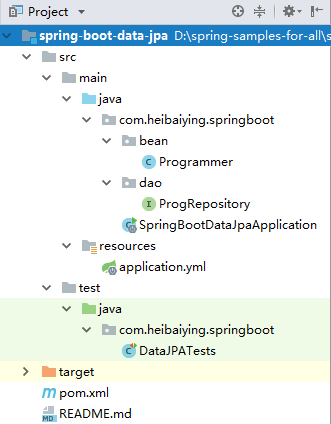 Project
spring-boot-data-jpa D:\spring-samples-for-all\s
src
main
java
com.heibaiying.springboot
bean
Programmer
dao
ProgRepository
SpringBootDataJpaApplication
resources
application.yml
test
java
com.heibaiying.springboot
DataJPATests
target
pom.xml
README.md